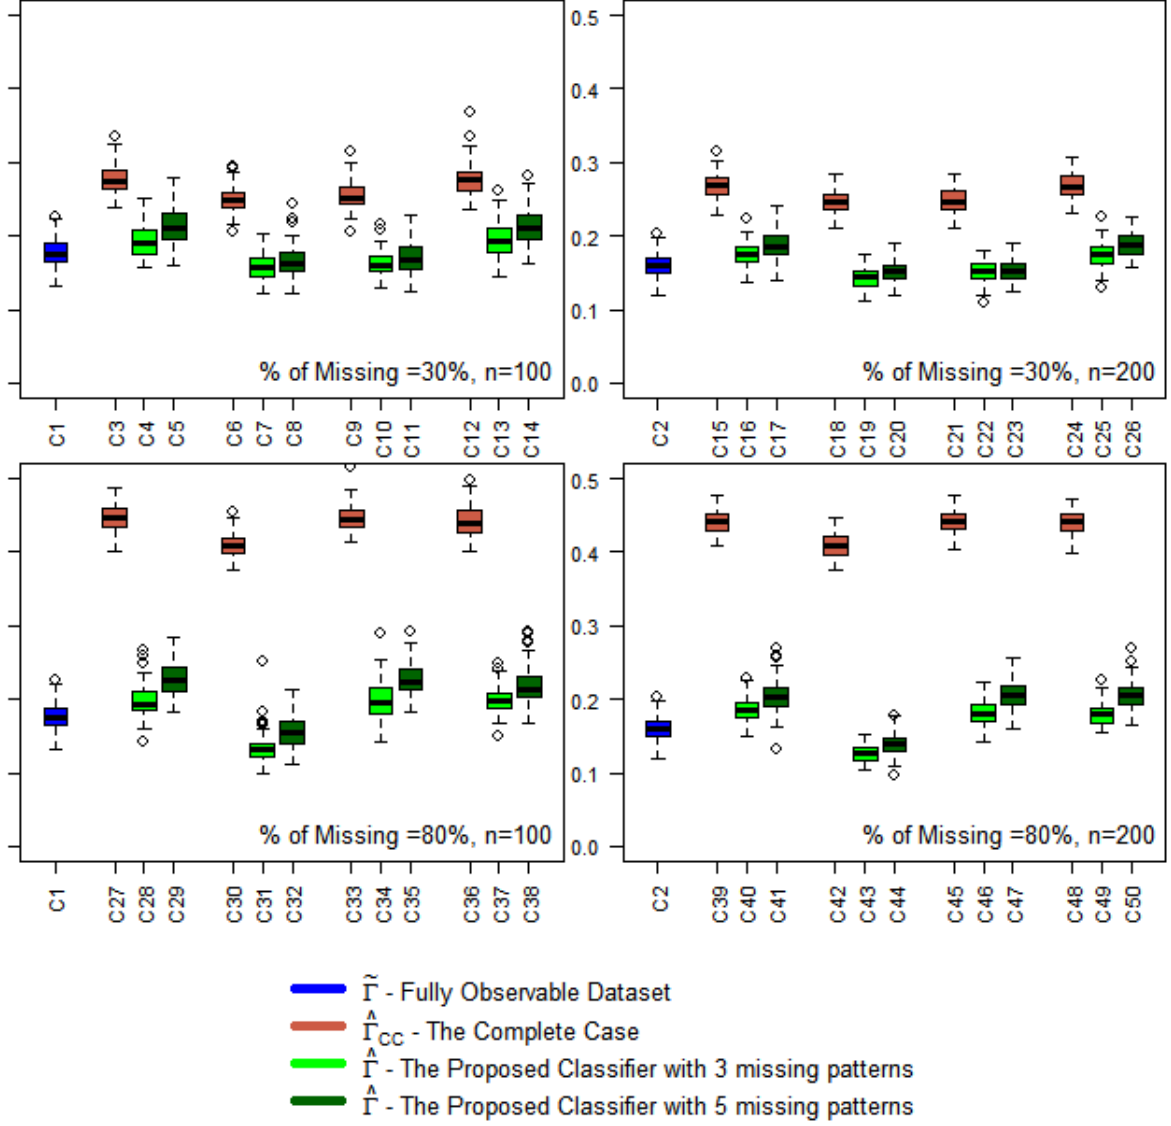 0.5
0.4
0.3
0.2
0.1
0.0
% of Missing =30%, n=100
% of Missing =30%, n=200
C1 C3 C4 C5 C6 C7 C8 C9 C10 C11 C12 C13 C14
C2 C15 C16 C17 C18 C19 C20 C21 C22 C23 C24 C25 C26
0.5
0.4
0.3
0.2
0.1
0.0
% of Missing =80%, n=100
% of Missing =80%, n=200
C1 C27 C28 C29 C30 C31 C32 C33 C34 C35 C36 C37 C38
C2 C39 C40 C41 C42 C43 C44 C45 C46 C47 C48 C49 C50
Γ̃ - Fully Observable Dataset
Γ̂CC - The Complete Case
Γ̂ - The Proposed Classifier with 3 missing patterns
Γ̂ - The Proposed Classifier with 5 missing patterns